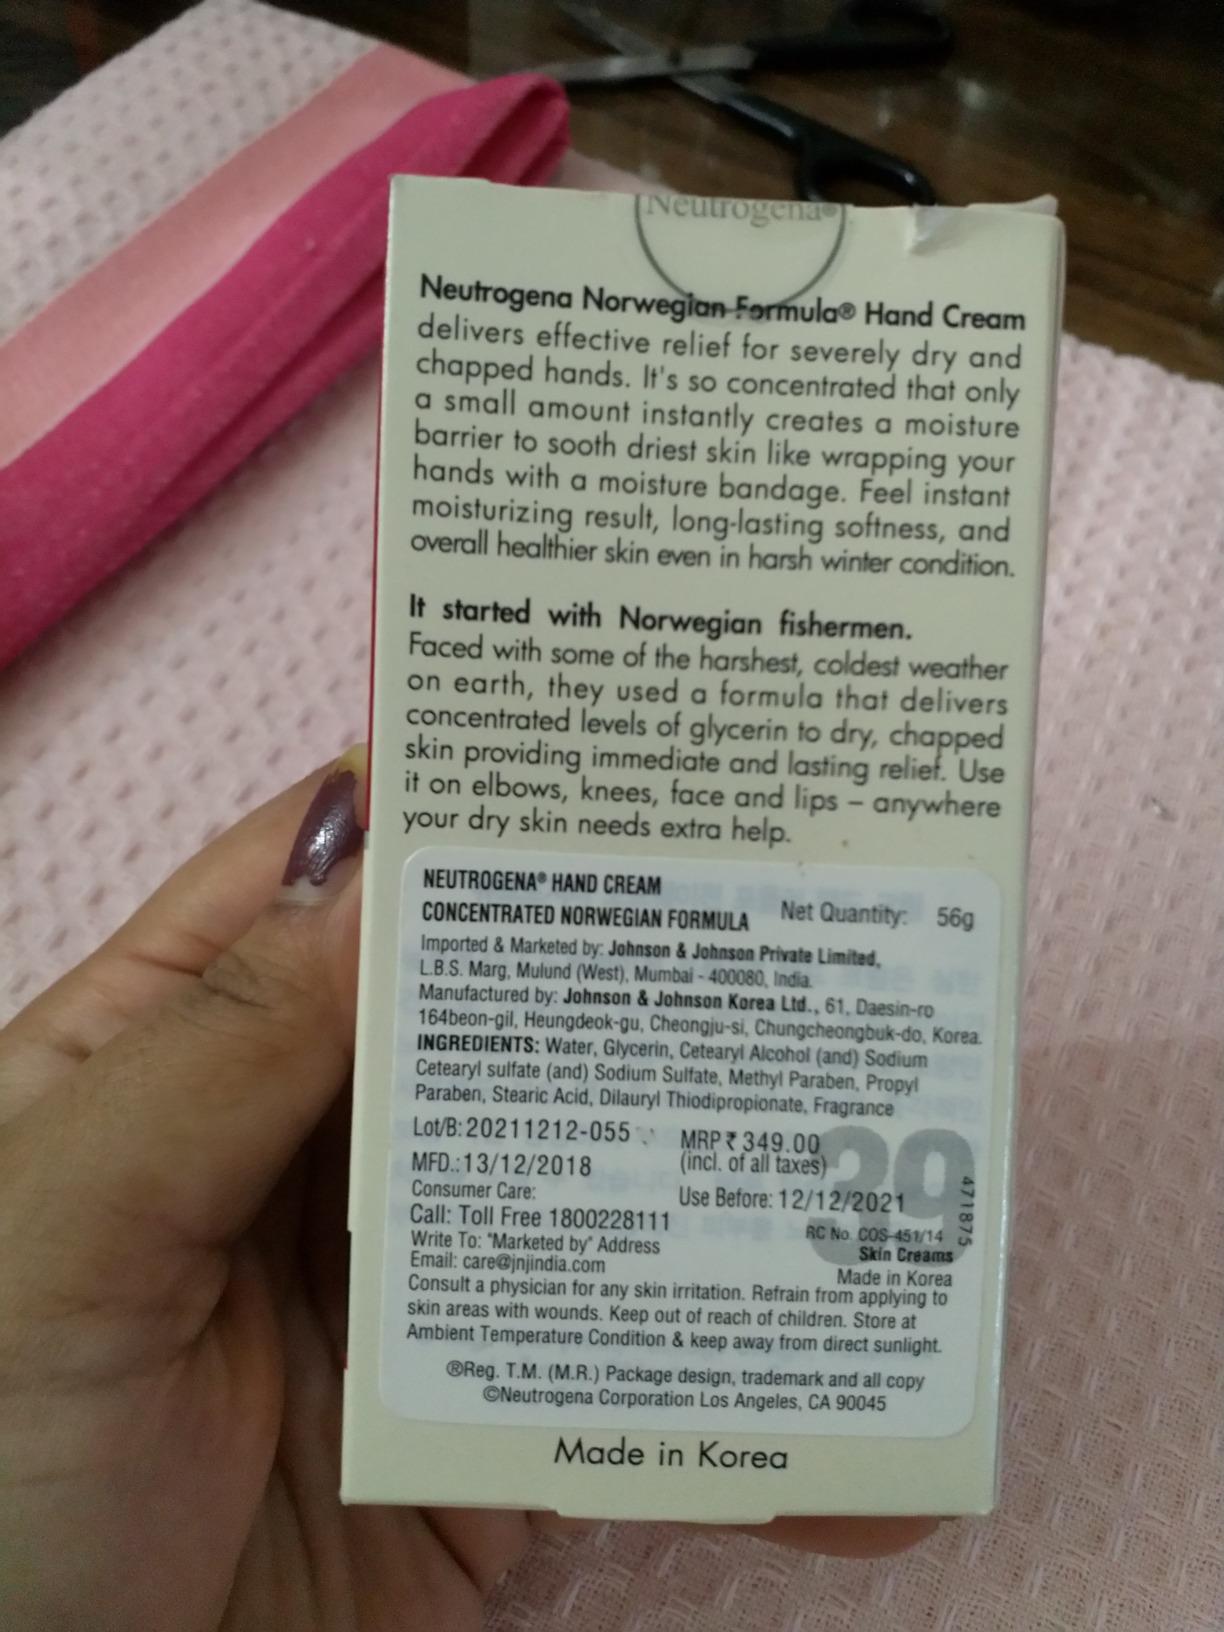 Neutrogena®
Neutrogena Norwegian Formula® Hand Cream
delivers effective relief for severely dry and
chapped hands. It's so concentrated that only
a small amount instantly creates a moisture
barrier to sooth driest skin like wrapping your
hands with a moisture bandage. Feel instant
moisturizing result, long-lasting softness, and
overall healthier skin even in harsh winter condition.
It started with Norwegian fishermen.
Faced with some of the harshest, coldest weather
on earth, they used a formula that delivers
concentrated levels of glycerin to dry, chapped
skin providing immediate and lasting relief. Use
it on elbows, knees, face and lips – anywhere
your dry skin needs extra help.
NEUTROGENA® HAND CREAM
CONCENTRATED NORWEGIAN FORMULA Net Quantity: 56g
Imported & Marketed by: Johnson & Johnson Private Limited,
L.B.S. Marg, Mulund (West), Mumbai - 400080, India.
Manufactured by: Johnson & Johnson Korea Ltd., 61, Daesin-ro
164beon-gil, Heungdeok-gu, Cheongju-si, Chungcheongbuk-do, Korea.
INGREDIENTS: Water, Glycerin, Cetearyl Alcohol (and) Sodium
Cetearyl sulfate (and) Sodium Sulfate, Methyl Paraben, Propyl
Paraben, Stearic Acid, Dilauryl Thiodipropionate, Fragrance
Lot/B: 20211212-055 MRP ₹ 349.00
MFD.: 13/12/2018 (incl. of all taxes)
39
Consumer Care: Use Before: 12/12/2021
Call: Toll Free 1800228111
471875
Write To: "Marketed by" Address RC No. COS-451/14
Skin Creams
Email: care@jnjindia.com Made in Korea
Consult a physician for any skin irritation. Refrain from applying to
skin areas with wounds. Keep out of reach of children. Store at
Ambient Temperature Condition & keep away from direct sunlight.
®Reg. T.M. (M.R.) Package design, trademark and all copy
©Neutrogena Corporation Los Angeles, CA 90045
Made in Korea